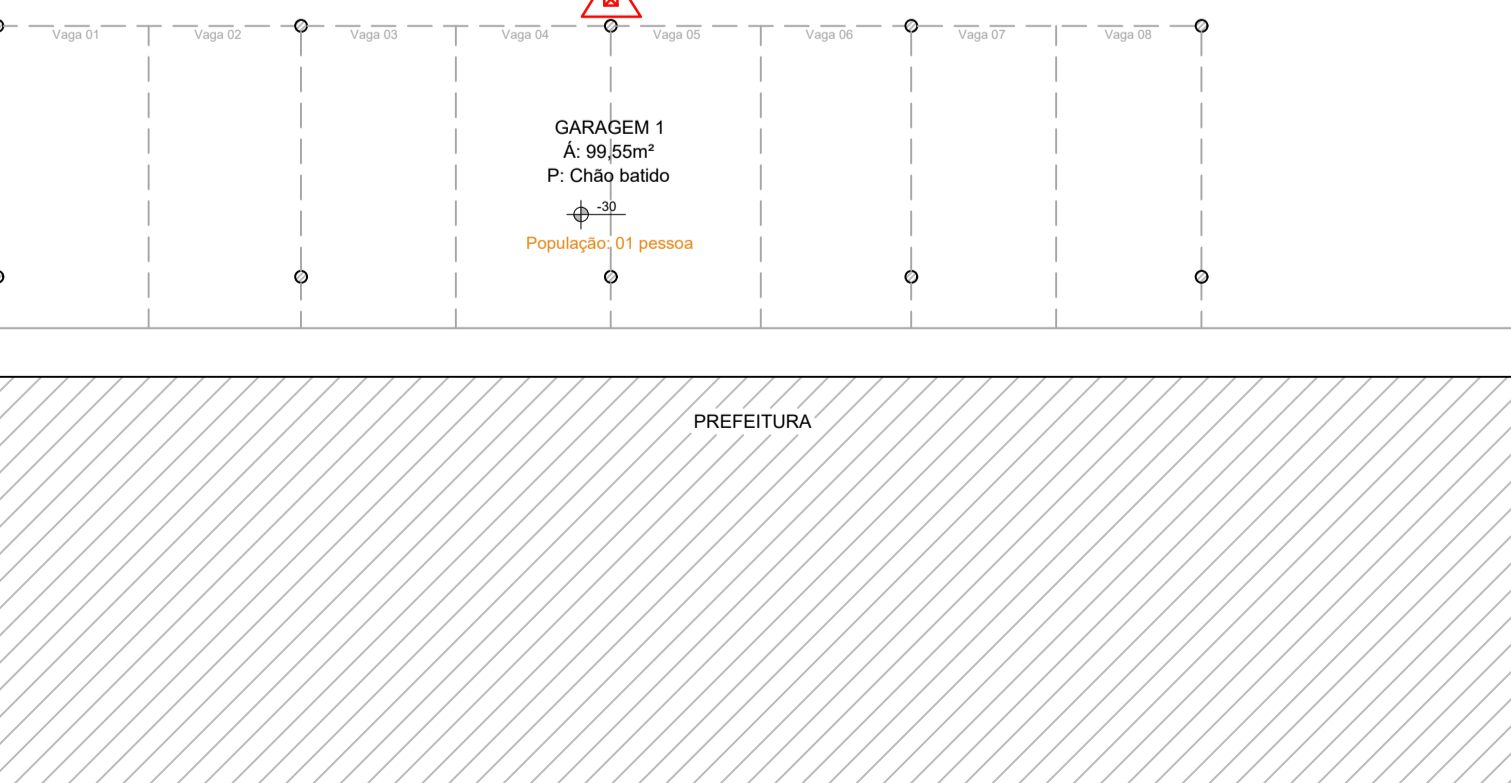 Vaga 01
Vaga 02
Vaga 03
Vaga 04
Vaga 05
Vaga 06
Vaga 07
Vaga 08
GARAGEM 1
Á: 99,55m²
P: Chão batido
-30
População: 01 pessoa
PREFEITURA